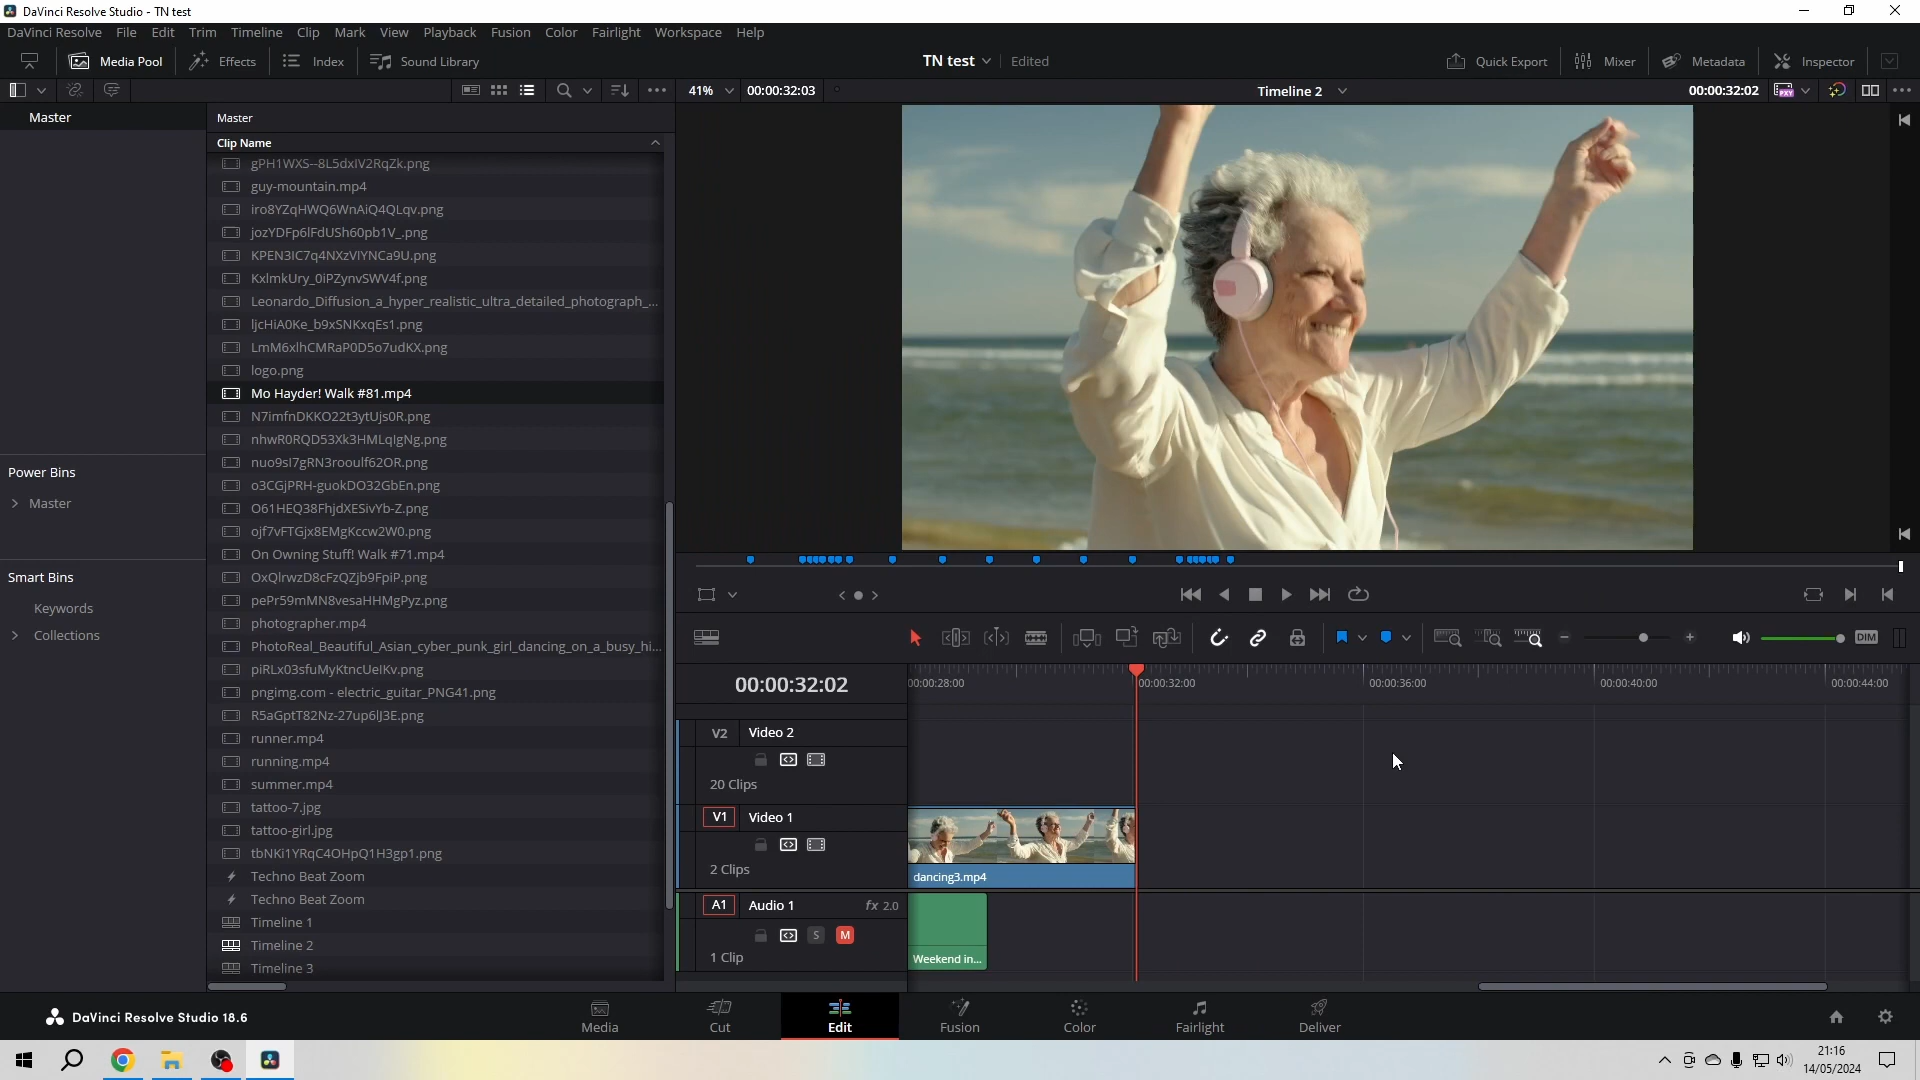 DaVinci Resolve Studio - TN test
DaVinci Resolve File Edit Trim Timeline Clip Mark View Playback Fusion Color Fairlight Workspace Help
Media Pool Effects Index Sound Library TN test Edited Quick Export Mixer Metadata Inspector
41% 00:00:32:03 Timeline 2 00:00:32:02 PXY
Master
Master
Clip Name
gPH1WXS--8L5dxIV2RqZk.png
guy-mountain.mp4
iro8YZqHWQ6WnAiQ4QLqv.png
jozYDFp6lFdUSh60pb1V_.png
KPEN3IC7q4NXzVIYNCa9U.png
KxlmkUry_0iPZynvSWV4f.png
Leonardo_Diffusion_a_hyper_realistic_ultra_detailed_photograph_...
ljcHiA0Ke_b9xSNKxqEs1.png
LmM6xlhCMRaP0D5o7udKX.png
logo.png
Mo Hayder! Walk #81.mp4
N7imfnDKKO22t3ytUjs0R.png
nhwR0RQD53Xk3HMLqIgNg.png
nuo9sI7gRN3rooulf62OR.png
o3CGjPRH-guokDO32GbEn.png
O61HEQ38FhjdXESivYb-Z.png
ojf7vFTGjx8EMgKccw2W0.png
On Owning Stuff! Walk #71.mp4
OxQlrwzD8cFzQZjb9FpiP.png
pePr59mMN8vesaHHMgPyz.png
photographer.mp4
PhotoReal_Beautiful_Asian_cyber_punk_girl_dancing_on_a_busy_hi...
piRLx03sfuMyKtncUeIKv.png
pngimg.com - electric_guitar_PNG41.png
R5aGptT82Nz-27up6lJ3E.png
runner.mp4
running.mp4
summer.mp4
tattoo-7.jpg
tattoo-girl.jpg
tbNKi1YRqC4OHpQ1H3gp1.png
Techno Beat Zoom
Techno Beat Zoom
Timeline 1
Timeline 2
Timeline 3
Power Bins
Master
Smart Bins
Keywords
Collections
DIM
00:00:32:02
00:00:28:00 00:00:32:00 00:00:36:00 00:00:40:00 00:00:44:00
V2 Video 2
20 Clips
V1 Video 1
2 Clips
dancing3.mp4
A1 Audio 1 fx 2.0
S M
1 Clip
Weekend in...
DaVinci Resolve Studio 18.6
Media Cut Edit Fusion Color Fairlight Deliver
21:16
14/05/2024